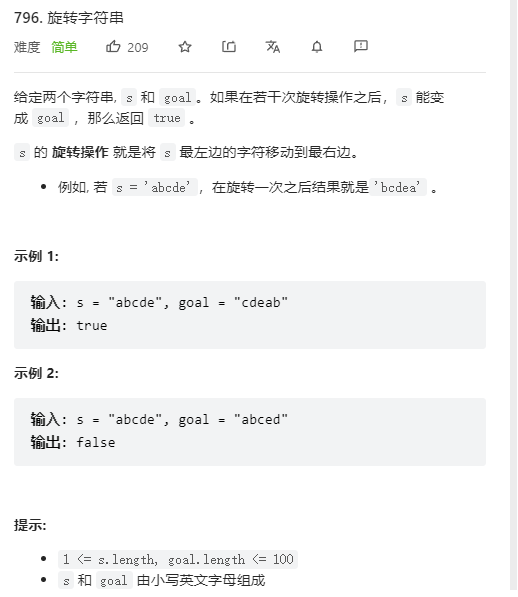 796. 旋转字符串
难度 简单 209
给定两个字符串, s 和 goal 。如果在若干次旋转操作之后， s 能变
成 goal ，那么返回 true 。
s 的 旋转操作 就是将 s 最左边的字符移动到最右边。
• 例如, 若 s = 'abcde'，在旋转一次之后结果就是'bcdea' 。
示例 1:
输入: s = "abcde", goal = "cdeab"
输出: true
示例 2:
输入: s = "abcde", goal = "abced"
输出: false
提示:
• 1 <= s.length, goal.length <= 100
• s 和 goal 由小写英文字母组成